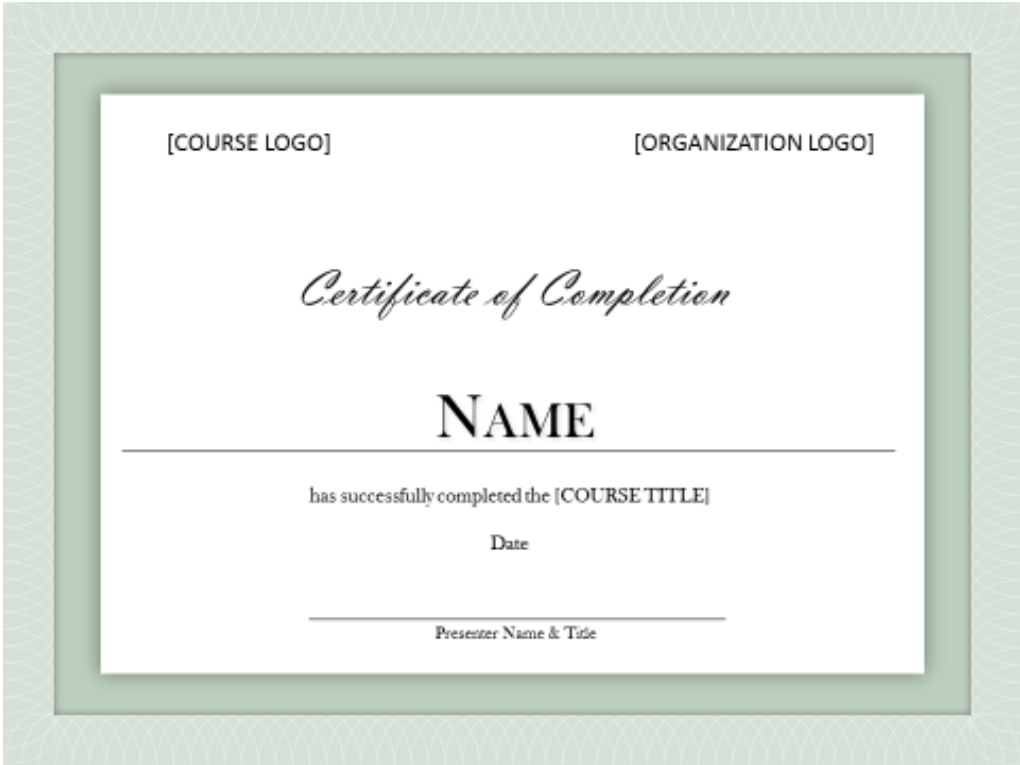 [COURSE LOGO] [ORGANIZATION LOGO]
Certificate of Completion
NAME
has successfully completed the [COURSE TITLE]
Date
Presenter Name & Title